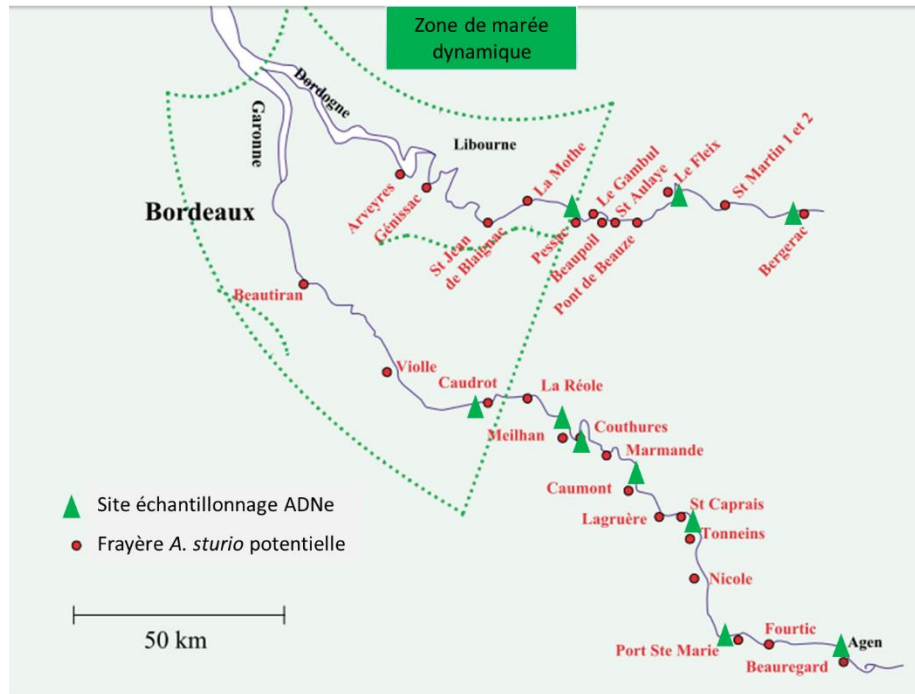 Zone de marée
dynamique
Dordogne
Garonne
Libourne
Bordeaux
Arveyres
Génissac
St Jean
de Blaignac
La Mothe
Pessac
Le Gambul
Beaupoil
St Aulaye
Pont de Beauze
Le Fleix
St Martin 1 et 2
Bergerac
Beautiran
Violle
Caudrot
La Réole
Meilhan
Couthures
Marmande
Caumont
Lagruère
St Caprais
Tonneins
Nicole
Port Ste Marie
Fourtic
Agen
Beauregard
Site échantillonnage ADNe
Frayère A. sturio potentielle
50 km